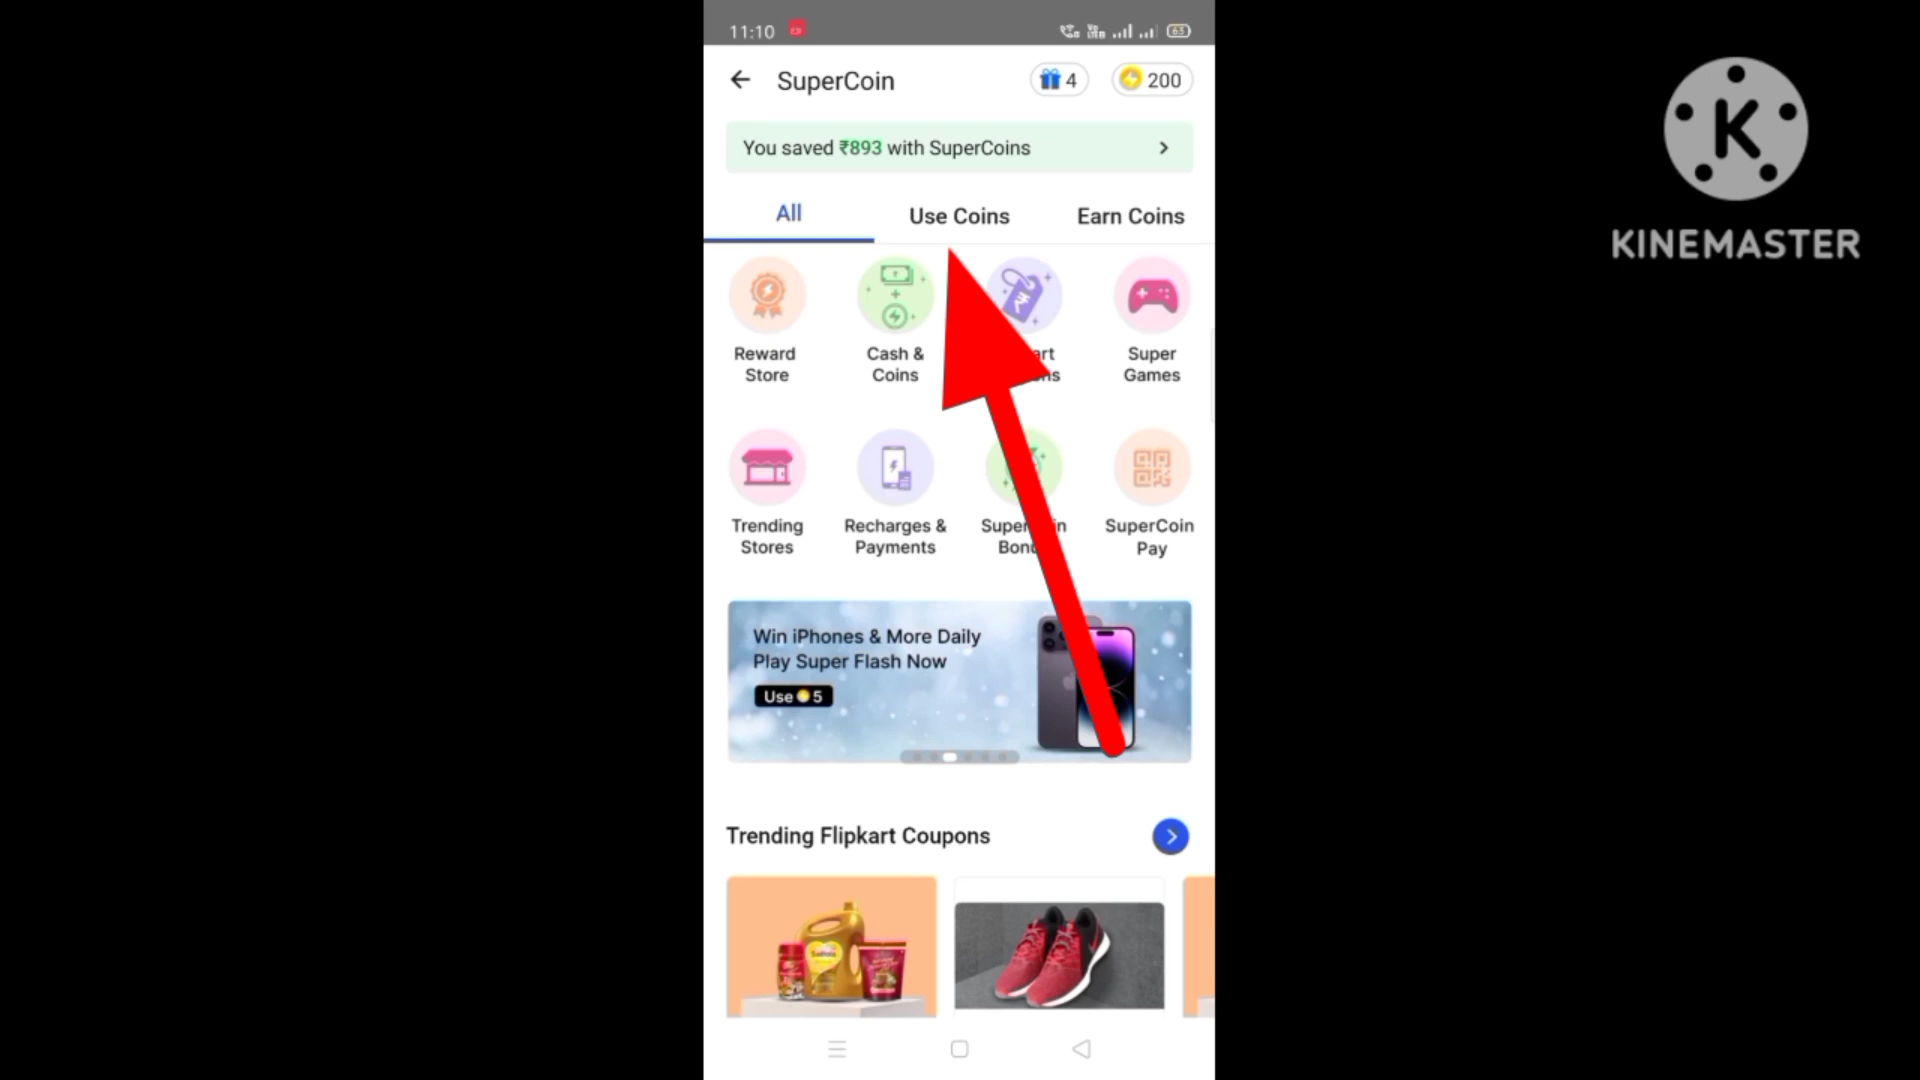 11:10
63
SuperCoin
4
200
You saved ₹893 with SuperCoins
All
Use Coins
Earn Coins
Reward
Store
Cash &
Coins
Super
Games
Trending
Stores
Recharges &
Payments
SuperCoin
Pay
Win iPhones & More Daily
Play Super Flash Now
Use 5
Trending Flipkart Coupons
K
KINEMASTER